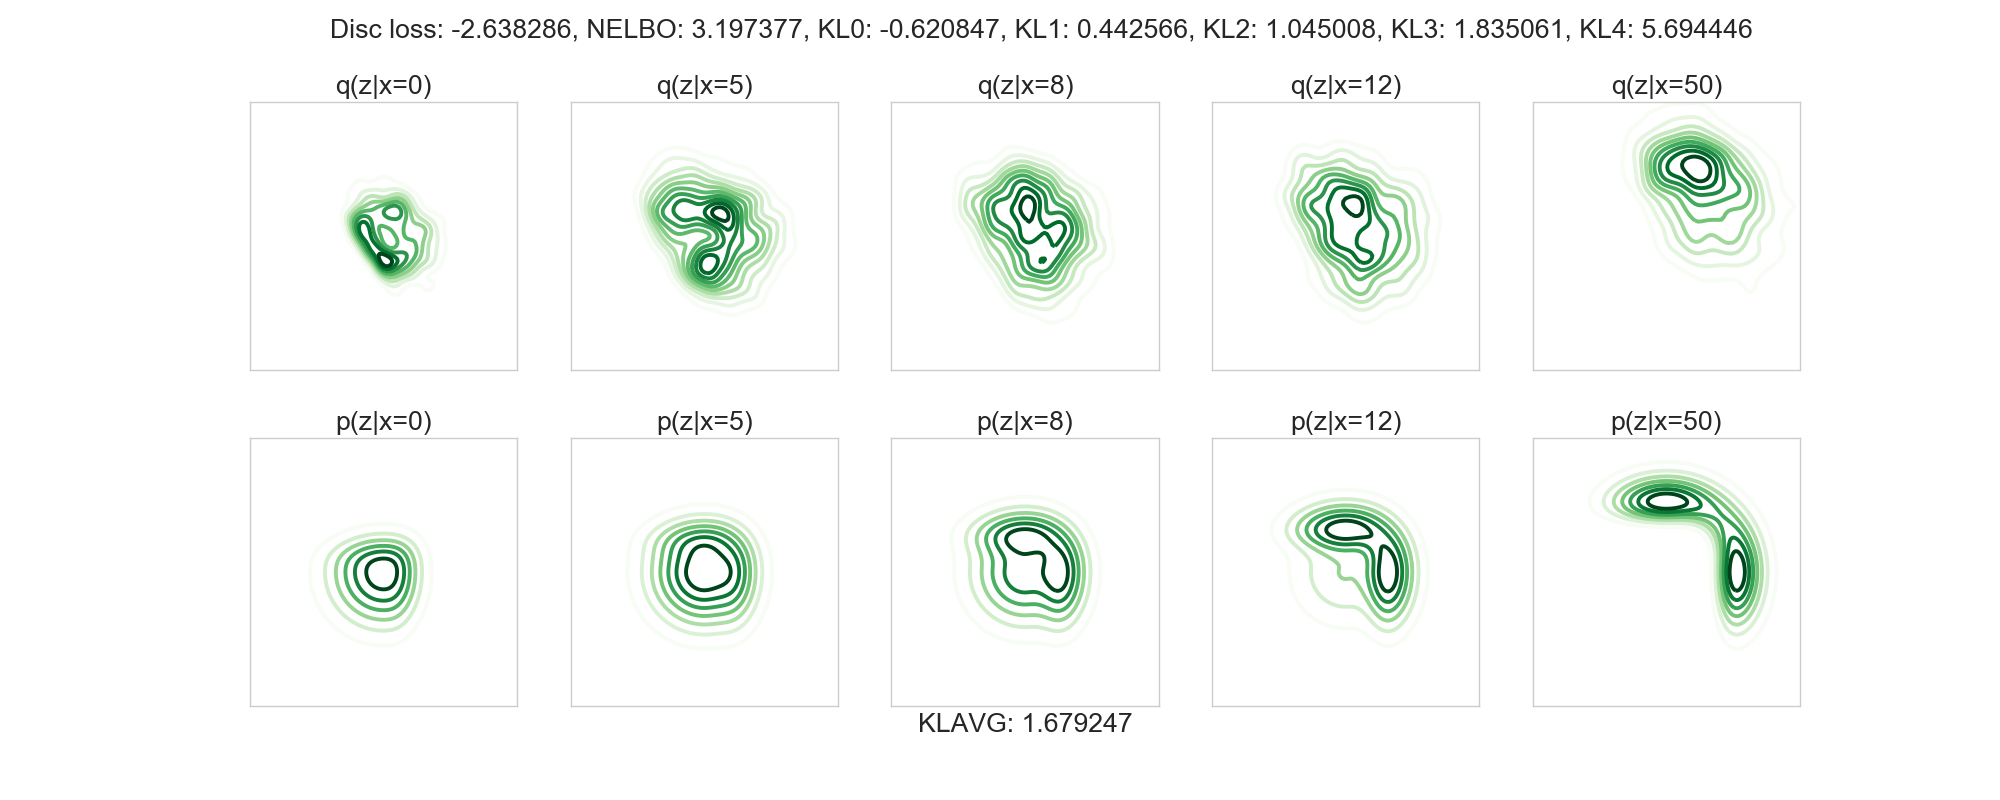 Disc loss: -2.638286, NELBO: 3.197377, KL0: -0.620847, KL1: 0.442566, KL2: 1.045008, KL3: 1.835061, KL4: 5.694446
q(z|x=0) q(z|x=5) q(z|x=8) q(z|x=12) q(z|x=50)
p(z|x=0) p(z|x=5) p(z|x=8) p(z|x=12) p(z|x=50)
KLAVG: 1.679247